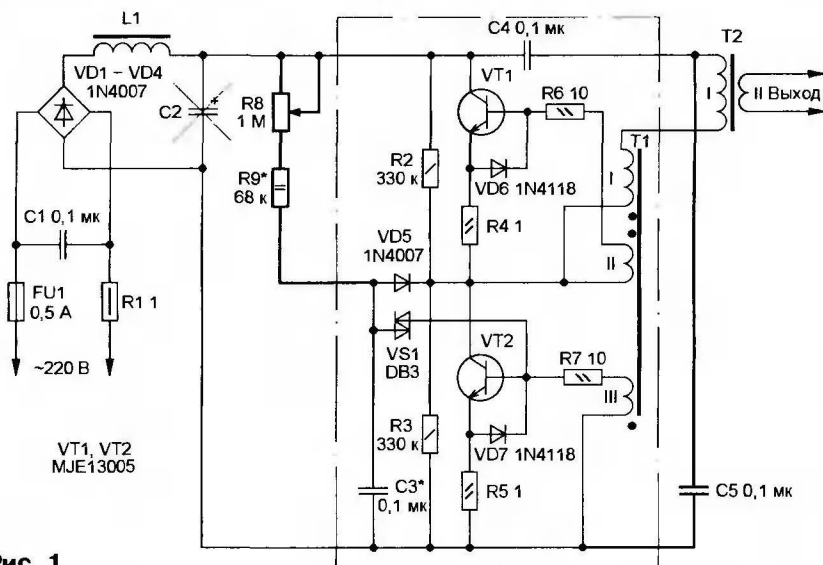 L1
VD1 – VD4
1N4007
C2
+
R8
1 М
R9*
68 к
C1 0,1 мк
FU1
0,5 А
R1 1
~220 В
VT1, VT2
MJE13005
C4 0,1 мк
VT1
R6 10
R2
330 к
VD6 1N4118
R4 1
VD5
1N4007
VS1
DB3
VT2
R7 10
R3
330 к
VD7 1N4118
C3*
0,1 мк
R5 1
T2
I
II Выход
T1
I
II
III
C5 0,1 мк
Рис. 1